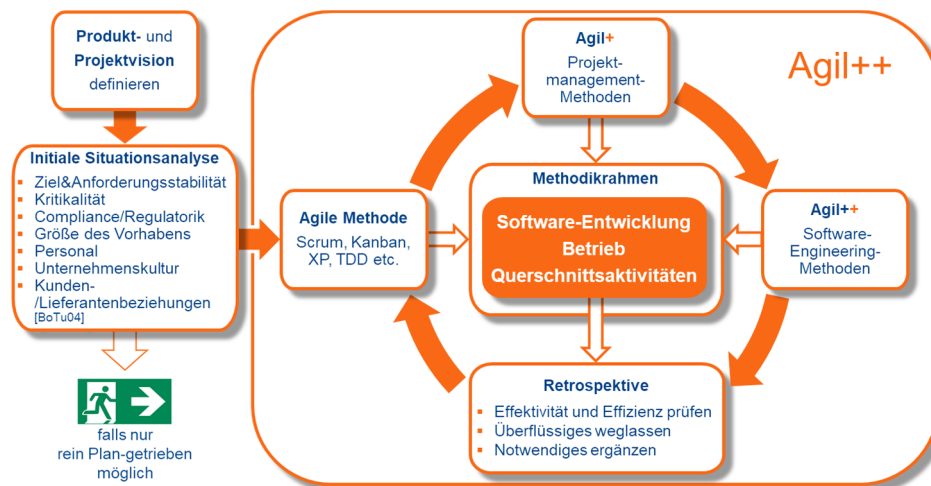 Produkt- und
Projektvision
definieren
Initiale Situationsanalyse
▪ Ziel&Anforderungsstabilität
▪ Kritikalität
▪ Compliance/Regulatorik
▪ Größe des Vorhabens
▪ Personal
▪ Unternehmenskultur
▪ Kunden-
/Lieferantenbeziehungen
[BoTu04]
falls nur
rein Plan-getrieben
möglich
Agil++
Agil+
Projekt-
management-
Methoden
Agile Methode
Scrum, Kanban,
XP, TDD etc.
Methodikrahmen
Software-Entwicklung
Betrieb
Querschnittsaktivitäten
Agil++
Software-
Engineering-
Methoden
Retrospektive
▪ Effektivität und Effizienz prüfen
▪ Überflüssiges weglassen
▪ Notwendiges ergänzen